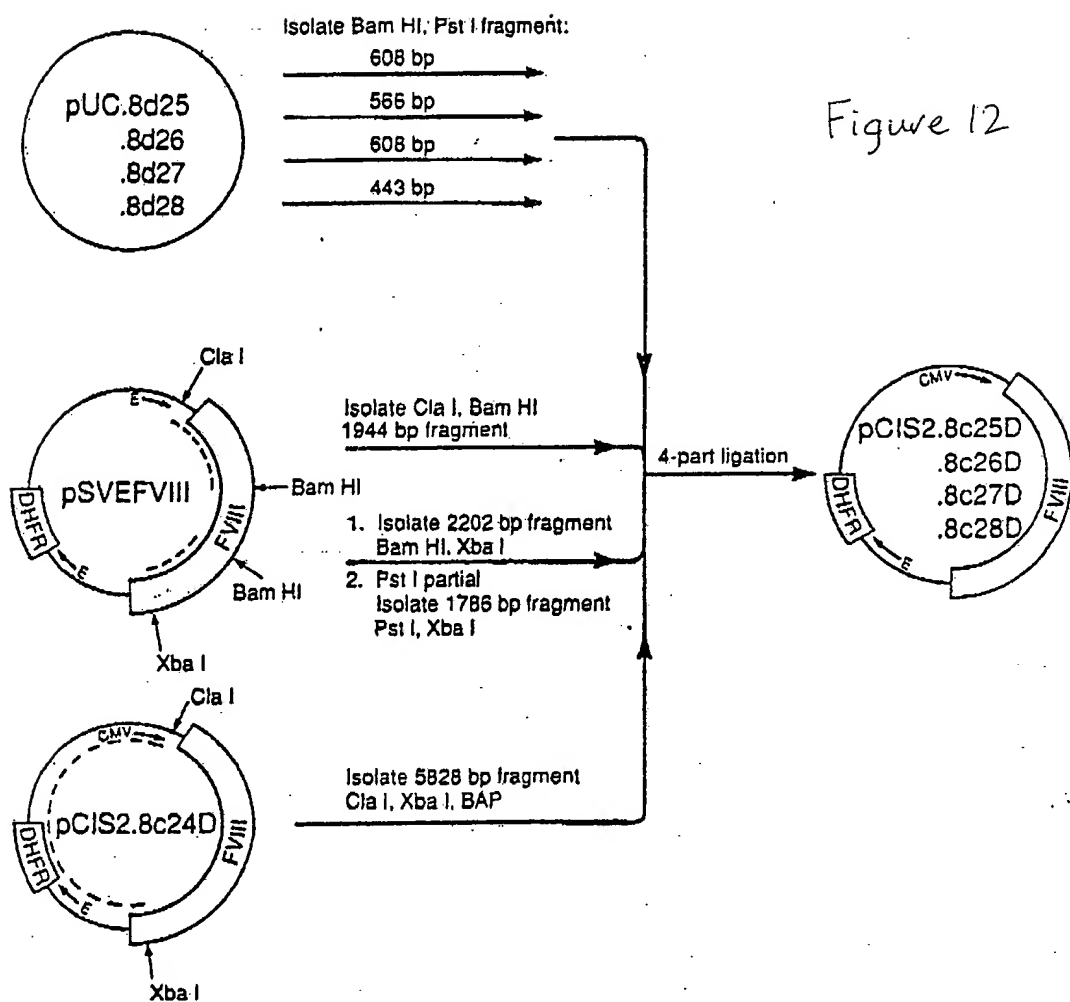 Isolate Bam HI, Pst I fragment:
608 bp
566 bp
608 bp
443 bp
pUC.8d25
.8d26
.8d27
.8d28
Figure 12
Cla I
E
pSVEFVIII
FVIII
DHFR
E
Bam HI
Bam HI
Xba I
Isolate Cla I, Bam HI
1944 bp fragment
1. Isolate 2202 bp fragment
Bam HI, Xba I
2. Pst I partial
Isolate 1786 bp fragment
Pst I, Xba I
4-part ligation
CMV
pCIS2.8c25D
.8c26D
.8c27D
.8c28D
FVIII
DHFR
E
Cla I
CMV
pCIS2.8c24D
FVIII
DHFR
E
Xba I
Isolate 5828 bp fragment
Cla I, Xba I, BAP